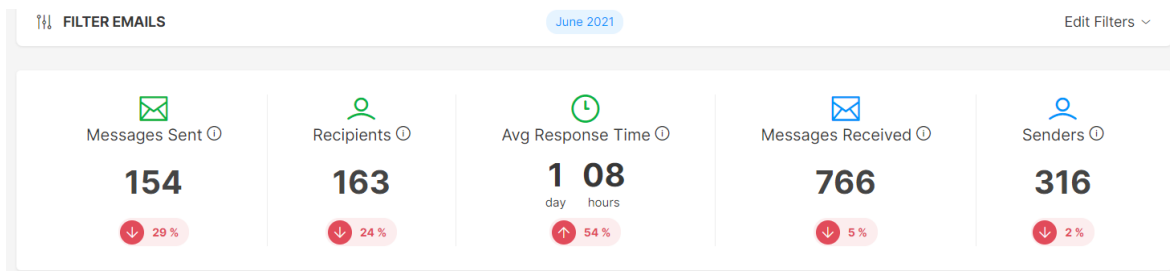 FILTER EMAILS June 2021 Edit Filters
Messages Sent
154
29 %
Recipients
163
24 %
Avg Response Time
1 08
day hours
54 %
Messages Received
766
5 %
Senders
316
2 %